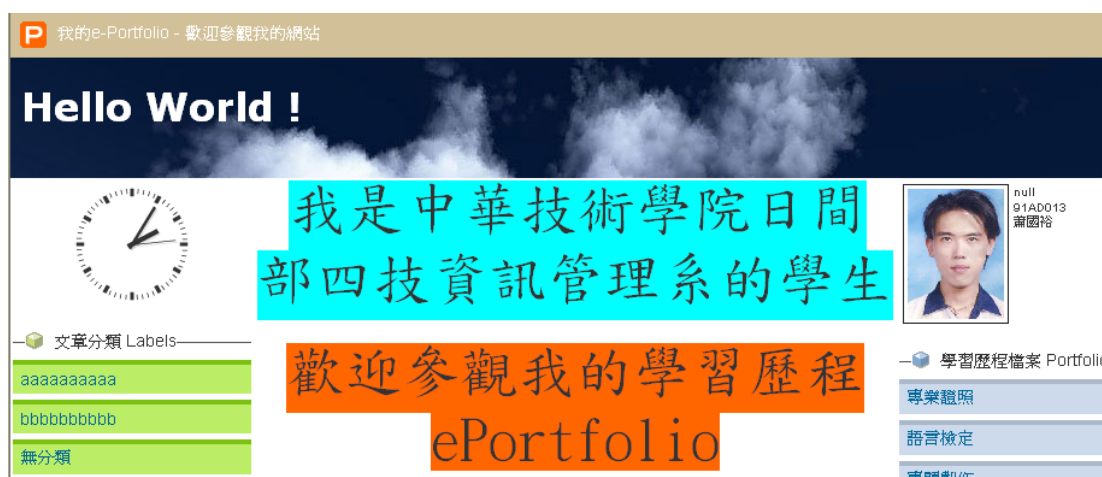 P 我的e-Portfolio - 歡迎參觀我的網站
Hello World !
我是中華技術學院日間
部四技資訊管理系的學生
歡迎參觀我的學習歷程
ePortfolio
文章分類 Labels
aaaaaaaaaa
bbbbbbbbbb
無分類
null
91AD013
蕭國裕
學習歷程檔案 Portfolio
專業證照
語言檢定